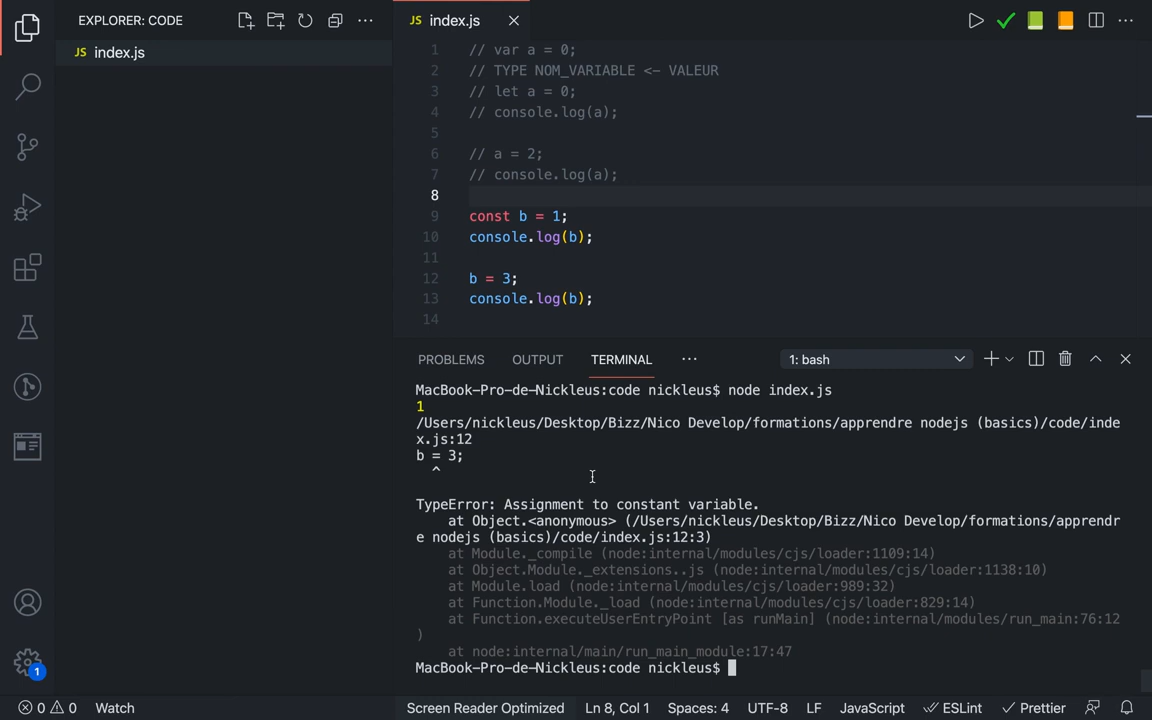 EXPLORER: CODE
JS index.js
JS index.js
1 // var a = 0;
2 // TYPE NOM_VARIABLE <- VALEUR
3 // let a = 0;
4 // console.log(a);
5
6 // a = 2;
7 // console.log(a);
8
9 const b = 1;
10 console.log(b);
11
12 b = 3;
13 console.log(b);
14
PROBLEMS OUTPUT TERMINAL 1: bash
MacBook-Pro-de-Nickleus:code nickleus$ node index.js
1
/Users/nickleus/Desktop/Bizz/Nico Develop/formations/apprendre nodejs (basics)/code/inde
x.js:12
b = 3;
^
TypeError: Assignment to constant variable.
at Object.<anonymous> (/Users/nickleus/Desktop/Bizz/Nico Develop/formations/apprendr
e nodejs (basics)/code/index.js:12:3)
at Module._compile (node:internal/modules/cjs/loader:1109:14)
at Object.Module._extensions..js (node:internal/modules/cjs/loader:1138:10)
at Module.load (node:internal/modules/cjs/loader:989:32)
at Function.Module._load (node:internal/modules/cjs/loader:829:14)
at Function.executeUserEntryPoint [as runMain] (node:internal/modules/run_main:76:12
)
at node:internal/main/run_main_module:17:47
MacBook-Pro-de-Nickleus:code nickleus$
1
0 0 Watch Screen Reader Optimized Ln 8, Col 1 Spaces: 4 UTF-8 LF JavaScript ESLint Prettier